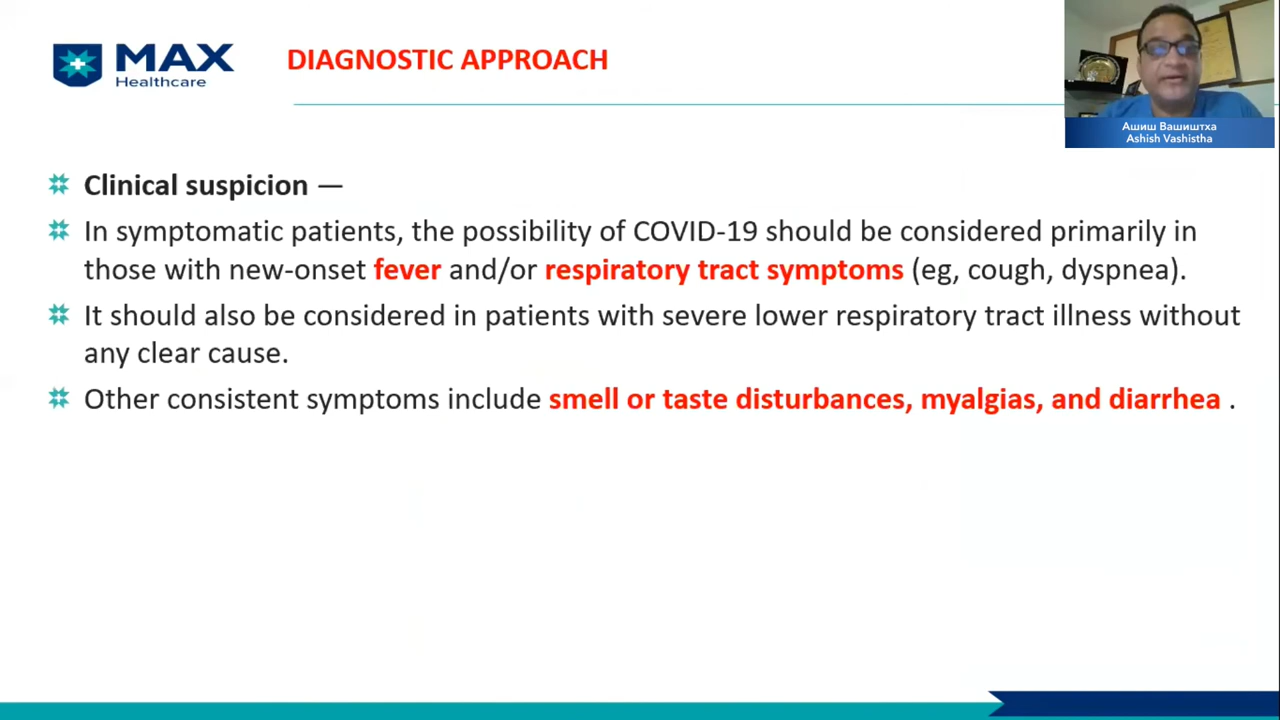 MAX
Healthcare
DIAGNOSTIC APPROACH
Ашиш Вашиштха
Ashish Vashistha
Clinical suspicion —
In symptomatic patients, the possibility of COVID-19 should be considered primarily in
those with new-onset fever and/or respiratory tract symptoms (eg, cough, dyspnea).
It should also be considered in patients with severe lower respiratory tract illness without
any clear cause.
Other consistent symptoms include smell or taste disturbances, myalgias, and diarrhea .